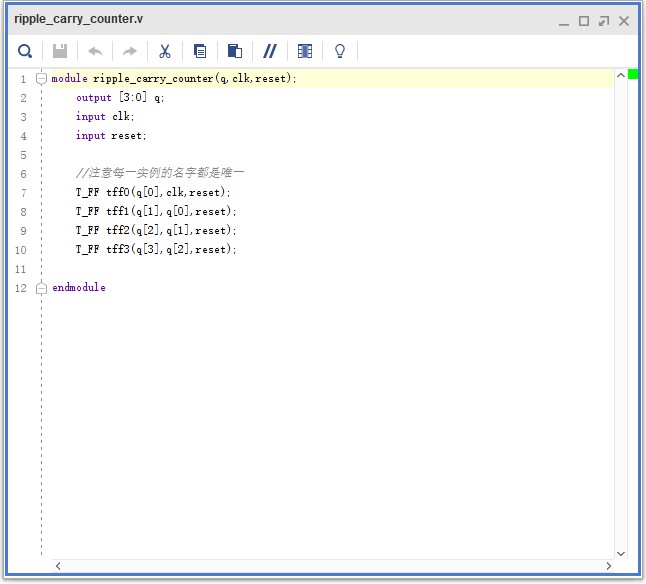 ripple_carry_counter.v
1 module ripple_carry_counter(q,clk,reset);
2 output [3:0] q;
3 input clk;
4 input reset;
5
6 //注意每一实例的名字都是唯一
7 T_FF tff0(q[0],clk,reset);
8 T_FF tff1(q[1],q[0],reset);
9 T_FF tff2(q[2],q[1],reset);
10 T_FF tff3(q[3],q[2],reset);
11
12 endmodule